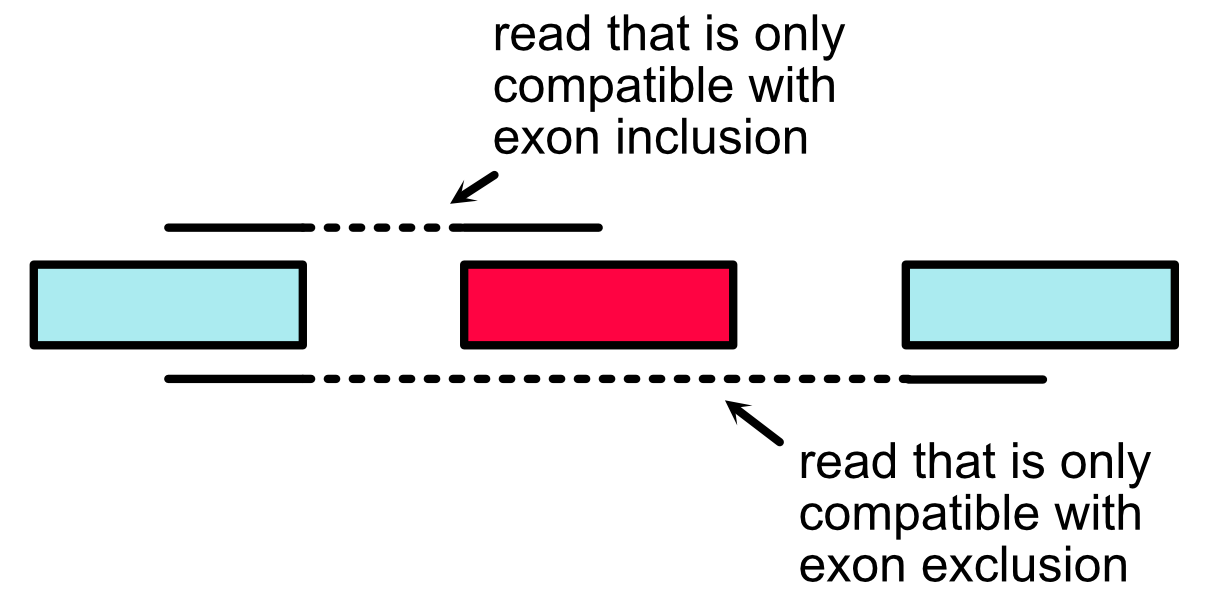 read that is only
compatible with
exon inclusion
read that is only
compatible with
exon exclusion